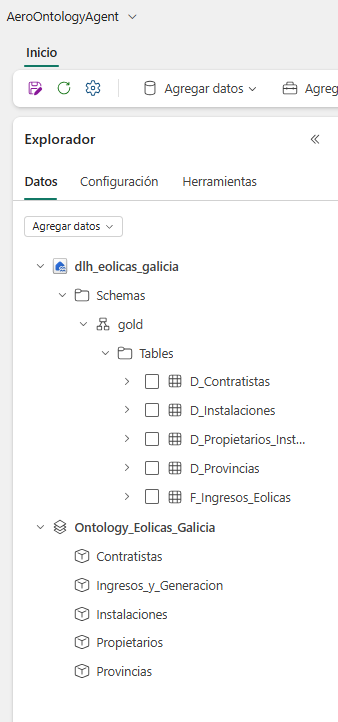 AeroOntologyAgent
Inicio
Agregar datos
Agreg
Explorador
Datos Configuración Herramientas
Agregar datos
dlh_eolicas_galicia
Schemas
gold
Tables
D_Contratistas
D_Instalaciones
D_Propietarios_Inst...
D_Provincias
F_Ingresos_Eolicas
Ontology_Eolicas_Galicia
Contratistas
Ingresos_y_Generacion
Instalaciones
Propietarios
Provincias